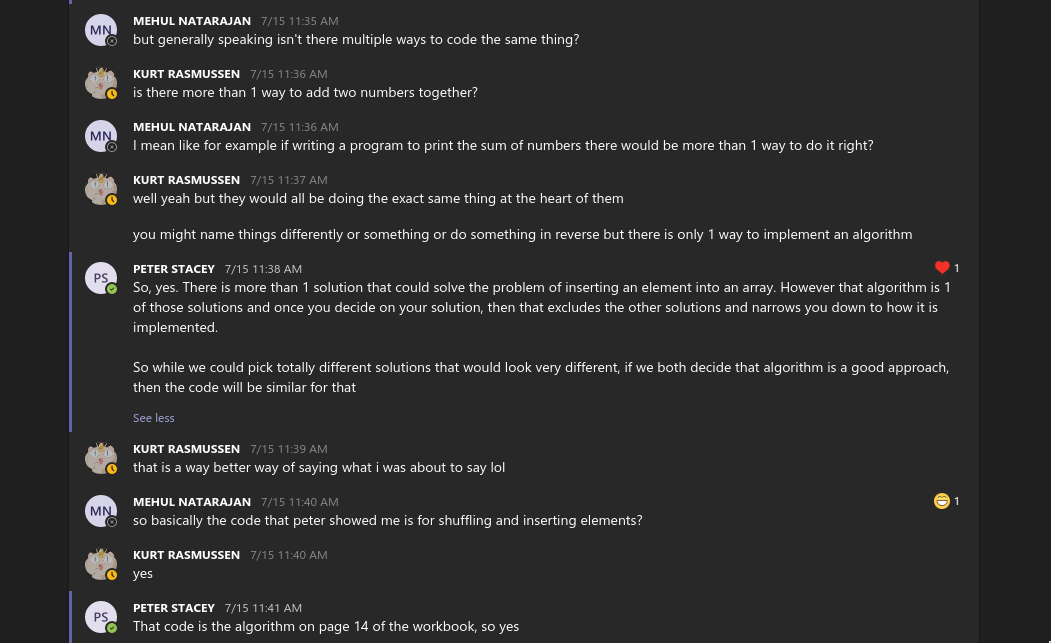 MN
MEHUL NATARAJAN 7/15 11:35 AM
but generally speaking isn't there multiple ways to code the same thing?
KURT RASMUSSEN 7/15 11:36 AM
is there more than 1 way to add two numbers together?
MN
MEHUL NATARAJAN 7/15 11:36 AM
I mean like for example if writing a program to print the sum of numbers there would be more than 1 way to do it right?
KURT RASMUSSEN 7/15 11:37 AM
well yeah but they would all be doing the exact same thing at the heart of them
you might name things differently or something or do something in reverse but there is only 1 way to implement an algorithm
PS
PETER STACEY 7/15 11:38 AM
1
So, yes. There is more than 1 solution that could solve the problem of inserting an element into an array. However that algorithm is 1
of those solutions and once you decide on your solution, then that excludes the other solutions and narrows you down to how it is
implemented.
So while we could pick totally different solutions that would look very different, if we both decide that algorithm is a good approach,
then the code will be similar for that
See less
KURT RASMUSSEN 7/15 11:39 AM
that is a way better way of saying what i was about to say lol
MN
MEHUL NATARAJAN 7/15 11:40 AM
1
so basically the code that peter showed me is for shuffling and inserting elements?
KURT RASMUSSEN 7/15 11:40 AM
yes
PS
PETER STACEY 7/15 11:41 AM
That code is the algorithm on page 14 of the workbook, so yes